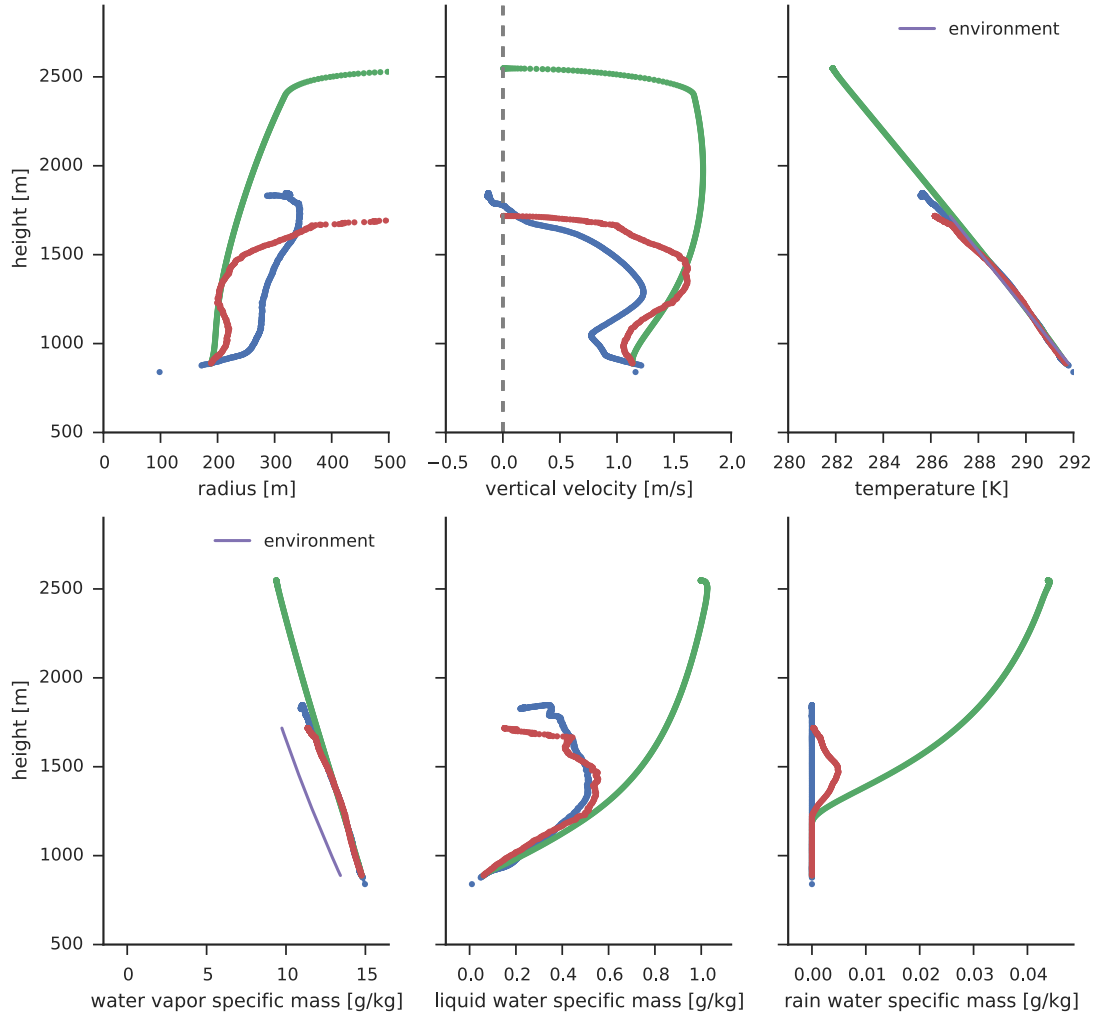 environment
2500
2000
1500
1000
500
height [m]
0 100 200 300 400 500
radius [m]
−0.5 0.0 0.5 1.0 1.5 2.0
vertical velocity [m/s]
280 282 284 286 288 290 292
temperature [K]
environment
2500
2000
1500
1000
500
height [m]
0 5 10 15
water vapor specific mass [g/kg]
0.0 0.2 0.4 0.6 0.8 1.0
liquid water specific mass [g/kg]
0.00 0.01 0.02 0.03 0.04
rain water specific mass [g/kg]